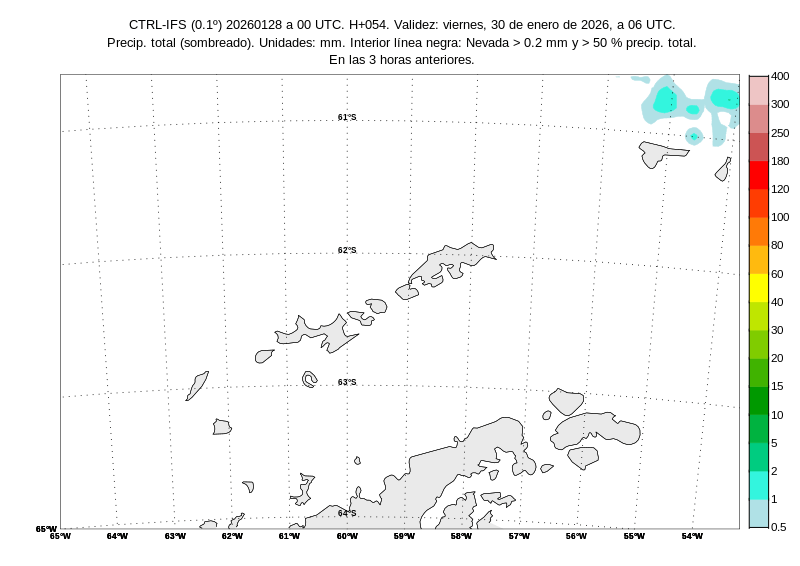 CTRL-IFS (0.1º) 20260128 a 00 UTC. H+054. Validez: viernes, 30 de enero de 2026, a 06 UTC.
Precip. total (sombreado). Unidades: mm. Interior línea negra: Nevada > 0.2 mm y > 50 % precip. total.
En las 3 horas anteriores.
400
300
250
180
120
100
80
60
40
30
20
15
10
5
2
1
0.5
61°S
62°S
63°S
64°S
65°W
65°W
64°W
63°W
62°W
61°W
60°W
59°W
58°W
57°W
56°W
55°W
54°W